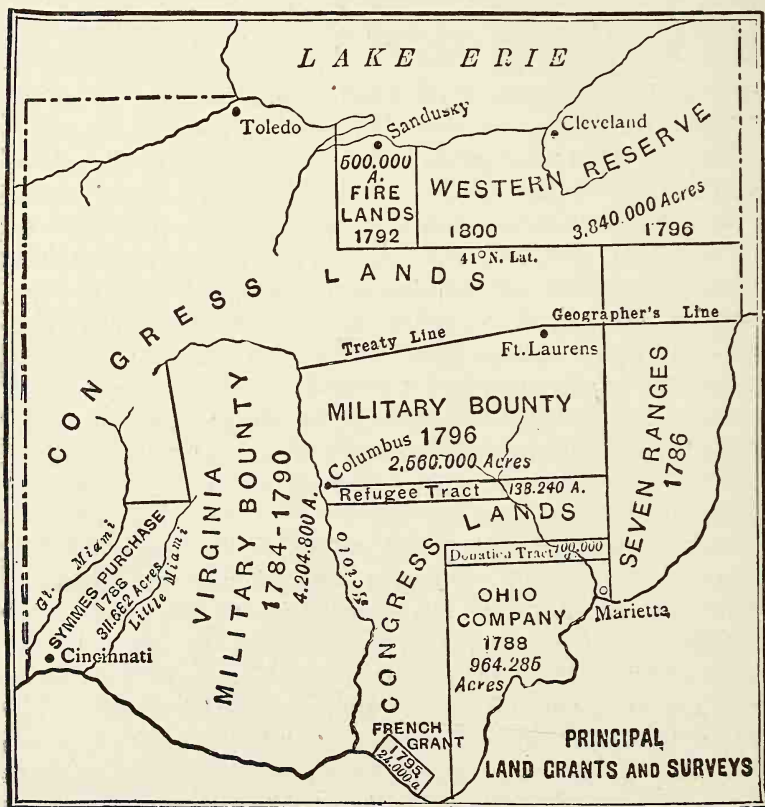 LAKE ERIE
Toledo
Sandusky
Cleveland
500.000
A.
FIRE
LANDS
1792
WESTERN RESERVE
1800
3.840.000 Acres
1796
41° N. Lat.
CONGRESS LANDS
Treaty Line
Geographer's Line
Ft. Laurens
MILITARY BOUNTY
Columbus 1796
2,560.000 Acres
Refugee Tract
138.240 A.
LANDS
CONGRESS
Donation Tract 100,000
SEVEN RANGES
1786
VIRGINIA
MILITARY BOUNTY
1784-1790
4.204.800 A.
Scioto
Gt. Miami
SYMMES PURCHASE
1788
311.682 Acres
Little Miami
Cincinnati
OHIO
COMPANY
1788
964.285
Acres
Marietta
FRENCH
GRANT
1795
24.000 a
PRINCIPAL
LAND GRANTS AND SURVEYS